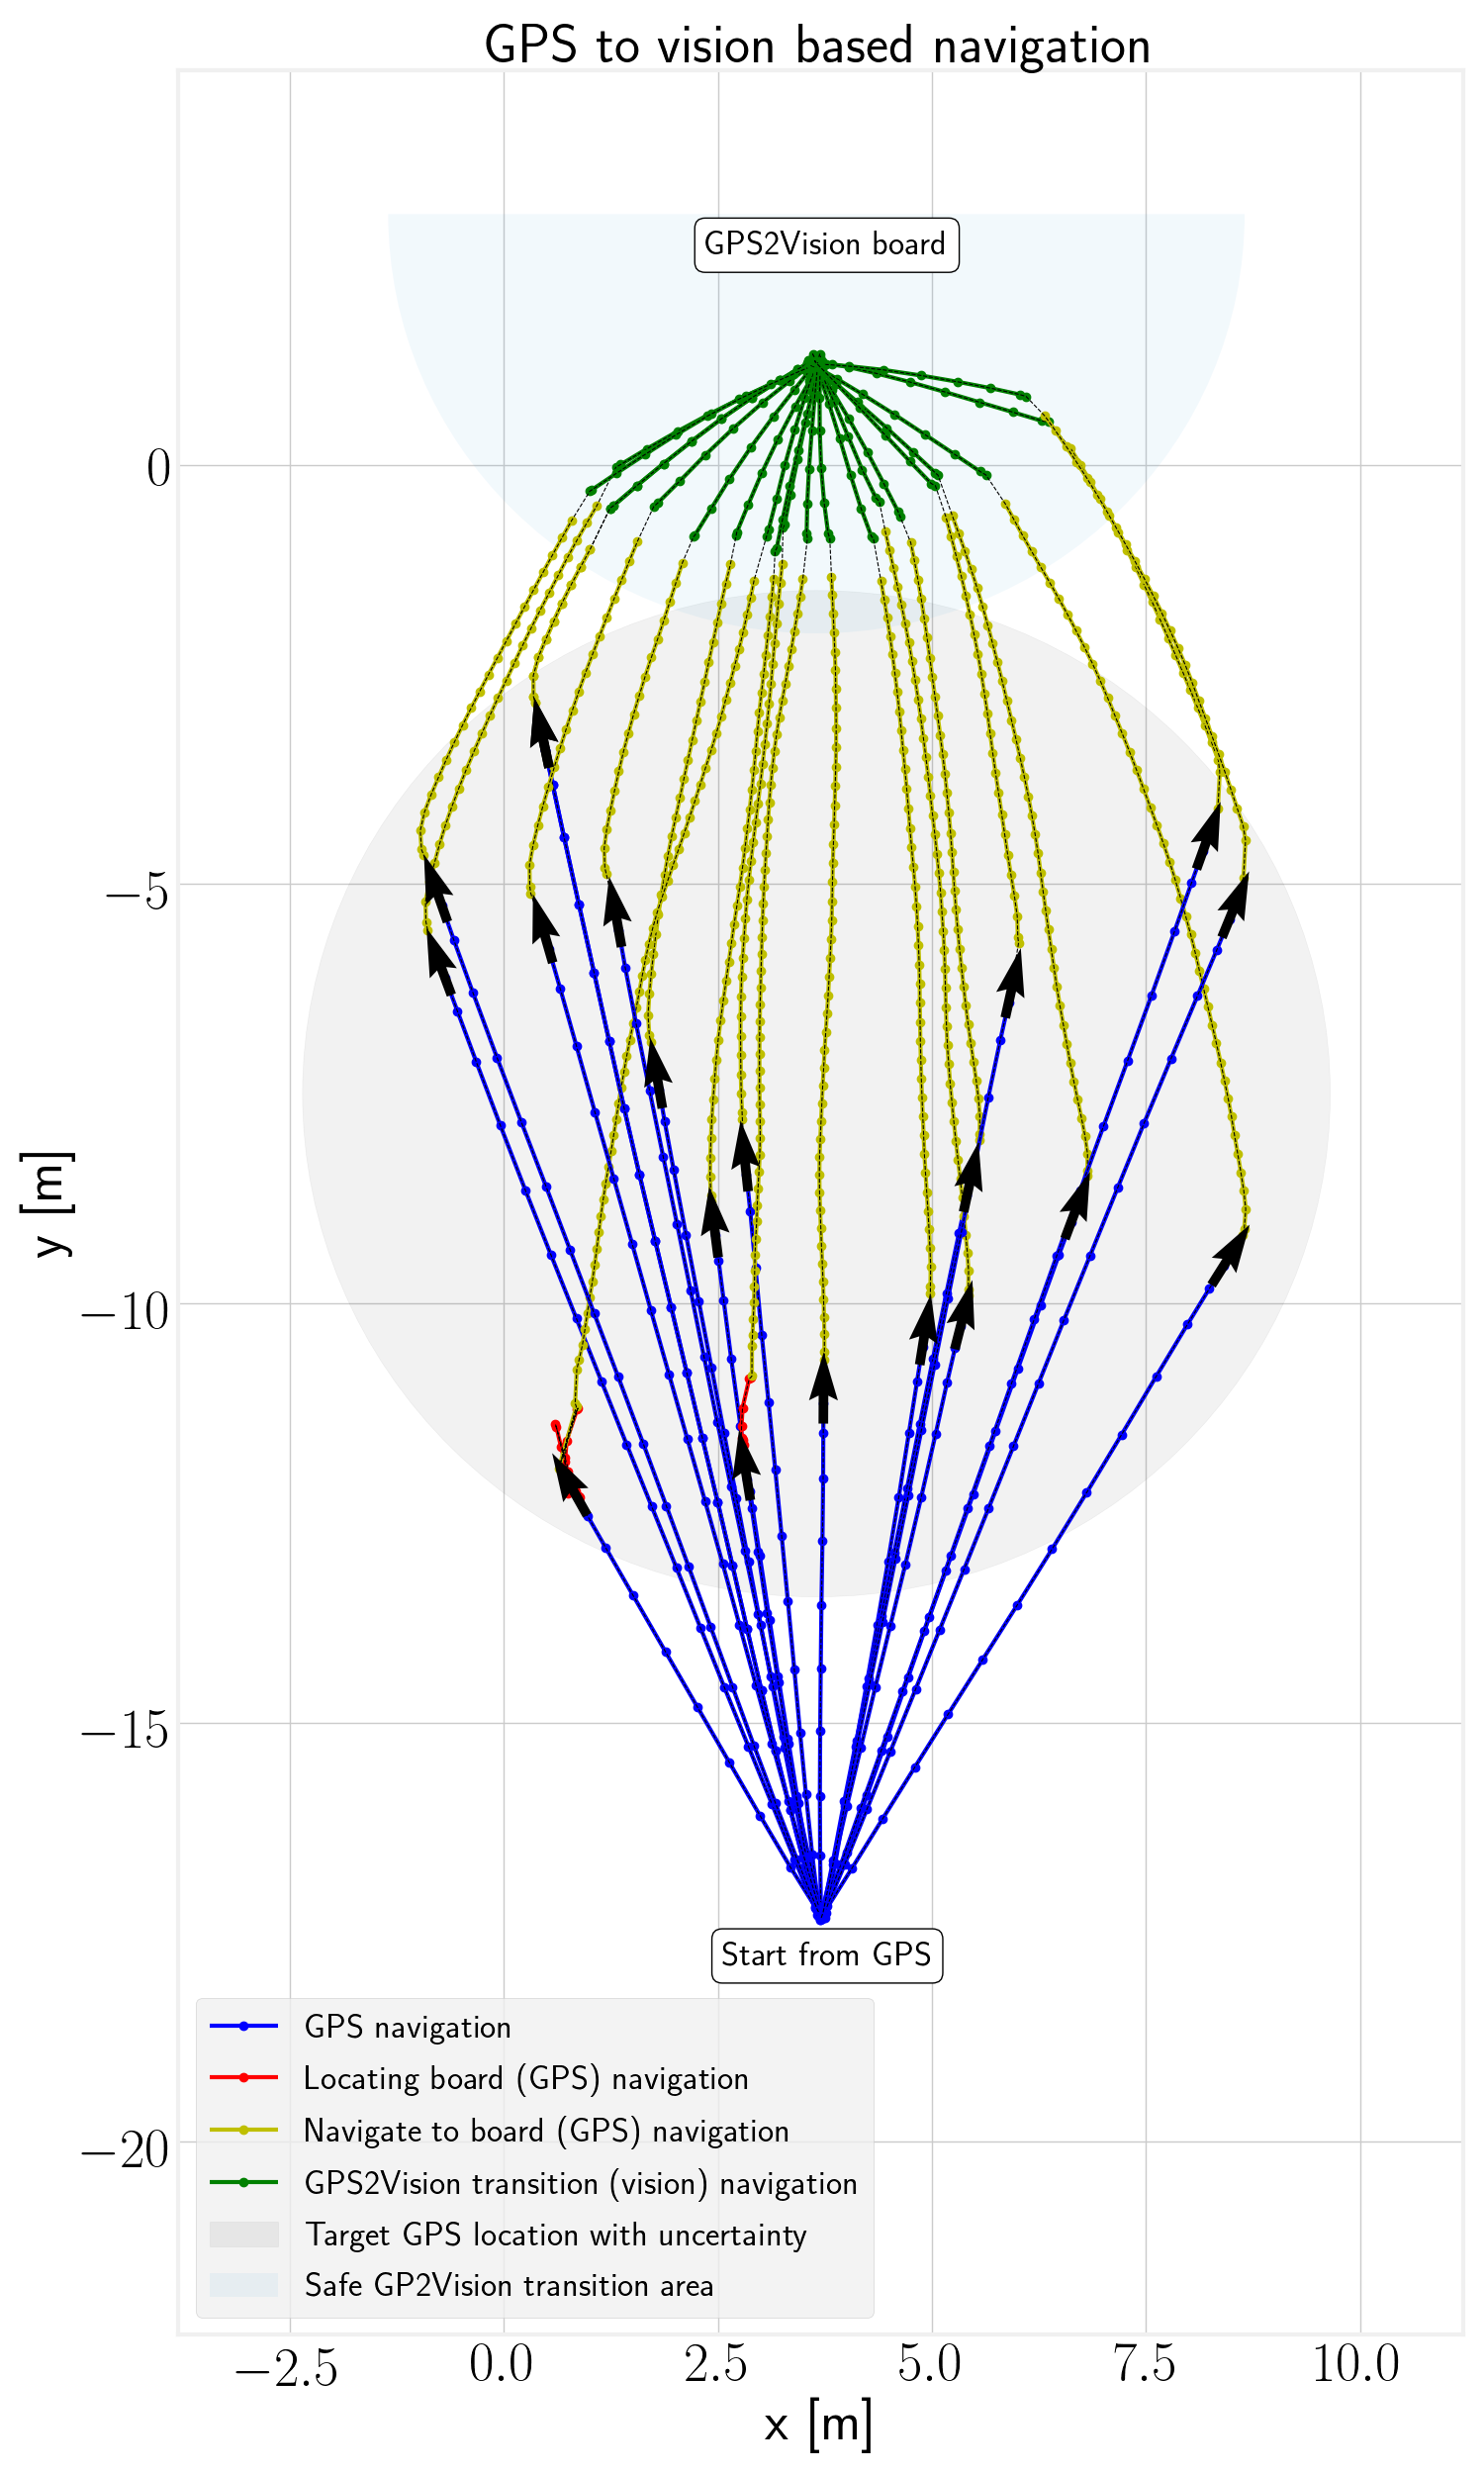 GPS to vision based navigation
GPS2Vision board
0
−5
−10
−15
−20
y [m]
Start from GPS
GPS navigation
Locating board (GPS) navigation
Navigate to board (GPS) navigation
GPS2Vision transition (vision) navigation
Target GPS location with uncertainty
Safe GP2Vision transition area
−2.5 0.0 2.5 5.0 7.5 10.0
x [m]